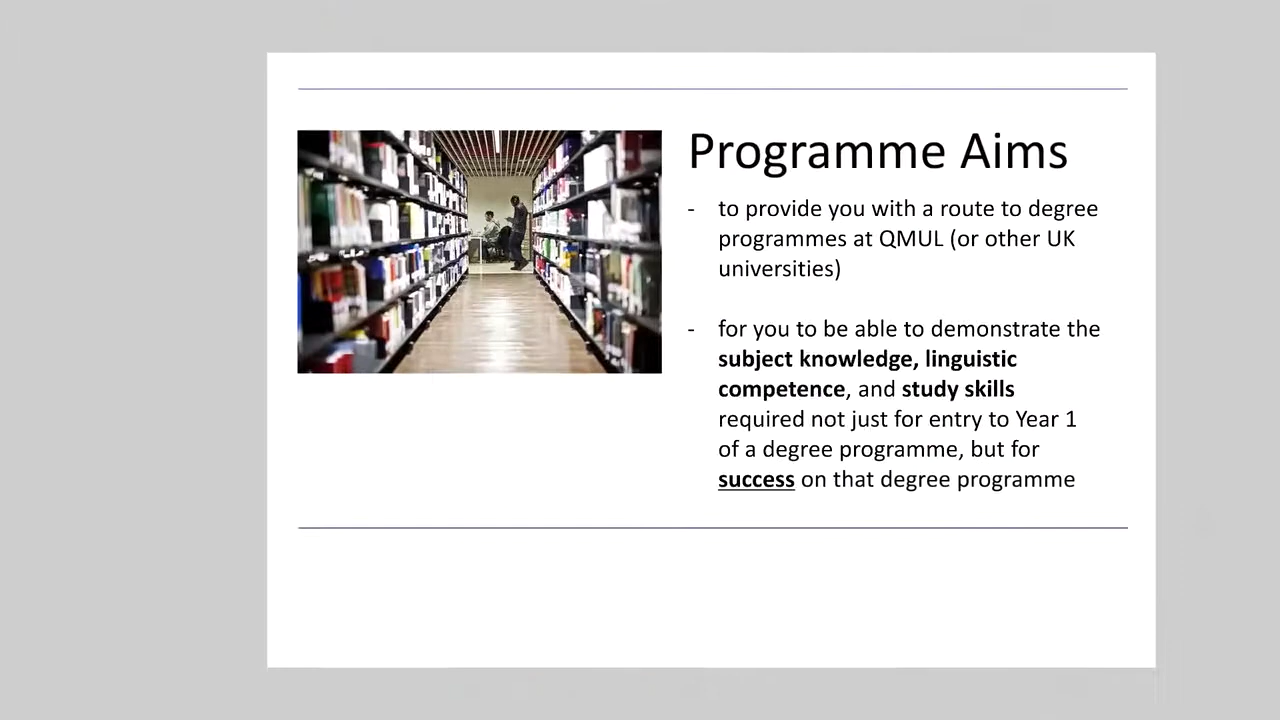 Programme Aims
- to provide you with a route to degree
programmes at QMUL (or other UK
universities)
- for you to be able to demonstrate the
subject knowledge, linguistic
competence, and study skills
required not just for entry to Year 1
of a degree programme, but for
success on that degree programme